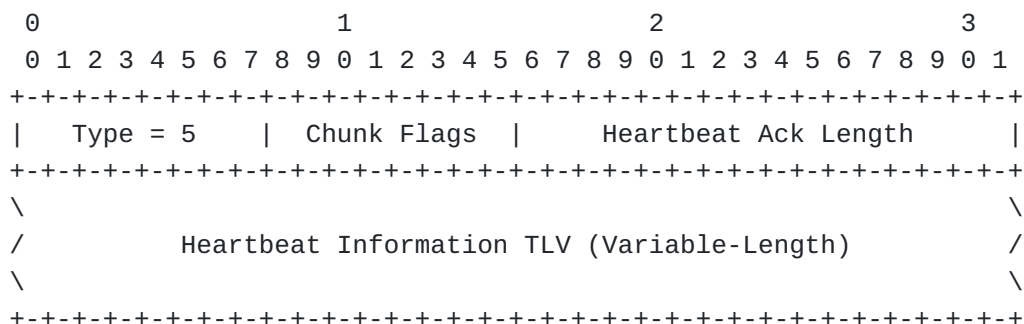 0                   1                   2                   3
 0 1 2 3 4 5 6 7 8 9 0 1 2 3 4 5 6 7 8 9 0 1 2 3 4 5 6 7 8 9 0 1
+-+-+-+-+-+-+-+-+-+-+-+-+-+-+-+-+-+-+-+-+-+-+-+-+-+-+-+-+-+-+-+-+
|   Type = 5    |  Chunk Flags  |     Heartbeat Ack Length      |
+-+-+-+-+-+-+-+-+-+-+-+-+-+-+-+-+-+-+-+-+-+-+-+-+-+-+-+-+-+-+-+-+
\                                                               \
/          Heartbeat Information TLV (Variable-Length)          /
\                                                               \
+-+-+-+-+-+-+-+-+-+-+-+-+-+-+-+-+-+-+-+-+-+-+-+-+-+-+-+-+-+-+-+-+